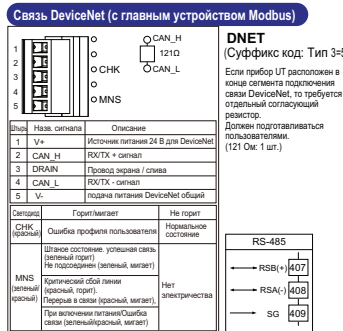 Связь DeviceNet (с главным устройством Modbus)
1
2
3
4
5
CHK
MNS
CAN_H
121Ω
CAN_L
DNET
(Суффикс код: Тип 3=5
Если прибор UT расположен в
конце сегмента подключения
связи DeviceNet, то требуется
отдельный согласующий
резистор.
Должен подготавливаться
пользователями.
(121 Ом: 1 шт.)
Штырь Назв. сигнала Описание
1 V+ Источник питания 24 В для DeviceNet
2 CAN_H RX/TX + сигнал
3 DRAIN Провод экрана / слива
4 CAN_L RX/TX - сигнал
5 V- подача питания DeviceNet общий
Светодиод Горит/мигает Не горит
CHK (красный) Ошибка профиля пользователя Нормальное состояние
MNS (зеленый/ красный)
Штаное состояние. успешная связь
(зеленый горит)
Не подсоединен (зеленый, мигает)
Критический сбой линии
(красный, горит).
Перерыв в связи (красный, мигает),
При включении питания/Ошибка
связи (зеленый/красный, мигает)
Нет
электричества
RS-485
RSB(+) 407
RSA(-) 408
SG 409